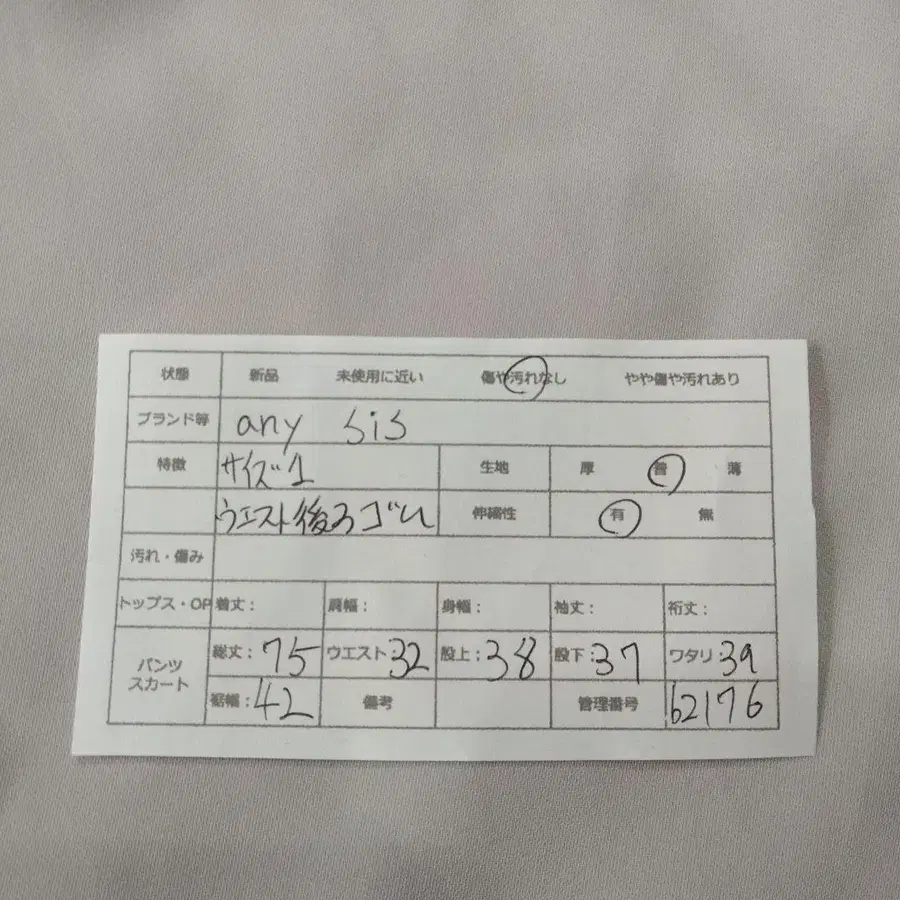 状態 新品 未使用に近い 傷や汚れなし やや傷や汚れあり
ブランド等 any sis
特徴 サイズ1 生地 厚 普 薄
ウエスト後ろゴム 伸縮性 有 無
汚れ・傷み
トップス・OP 着丈： 肩幅： 身幅： 袖丈： 裄丈：
パンツ スカート 総丈：75 ウエスト：32 股上：38 股下：37 ワタリ：39
裾幅：42 備考 管理番号 62176